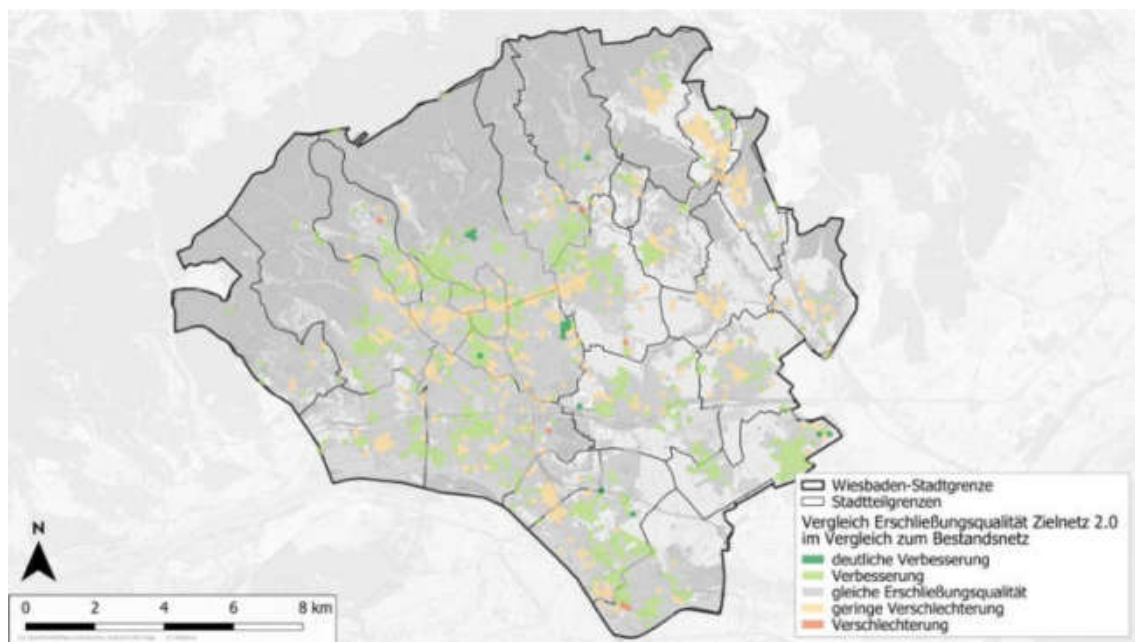 Wiesbaden-Stadtgrenze
Stadtteilgrenzen
Vergleich Erschließungsqualität Zielnetz 2.0
im Vergleich zum Bestandsnetz
deutliche Verbesserung
Verbesserung
gleiche Erschließungsqualität
geringe Verschlechterung
Verschlechterung
N
0 2 4 6 8 km